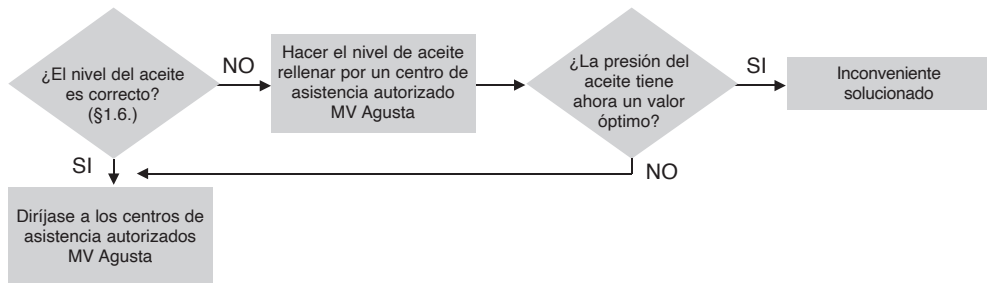 ¿El nivel del aceite
es correcto?
(§1.6.)
NO
Hacer el nivel de aceite
rellenar por un centro de
asistencia autorizado
MV Agusta
¿La presión del
aceite tiene
ahora un valor
óptimo?
SI
Inconveniente
solucionado
SI
NO
Diríjase a los centros de
asistencia autorizados
MV Agusta